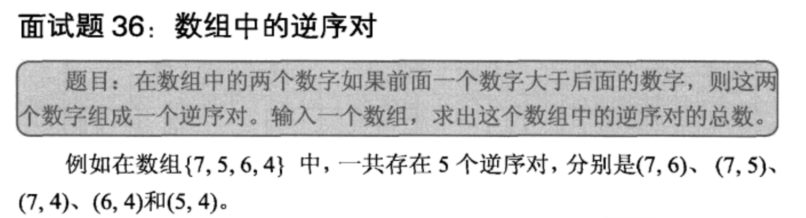 面试题 36：数组中的逆序对
题目：在数组中的两个数字如果前面一个数字大于后面的数字，则这两
个数字组成一个逆序对。输入一个数组，求出这个数组中的逆序对的总数。
例如在数组{7, 5, 6, 4} 中，一共存在 5 个逆序对，分别是(7, 6)、(7, 5)、
(7, 4)、(6, 4)和(5, 4)。